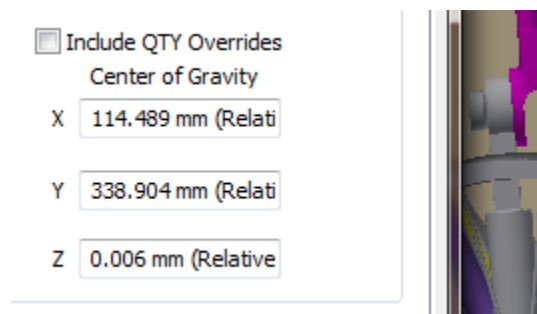 Include QTY Overrides
Center of Gravity
X 114.489 mm (Relati
Y 338.904 mm (Relati
Z 0.006 mm (Relative